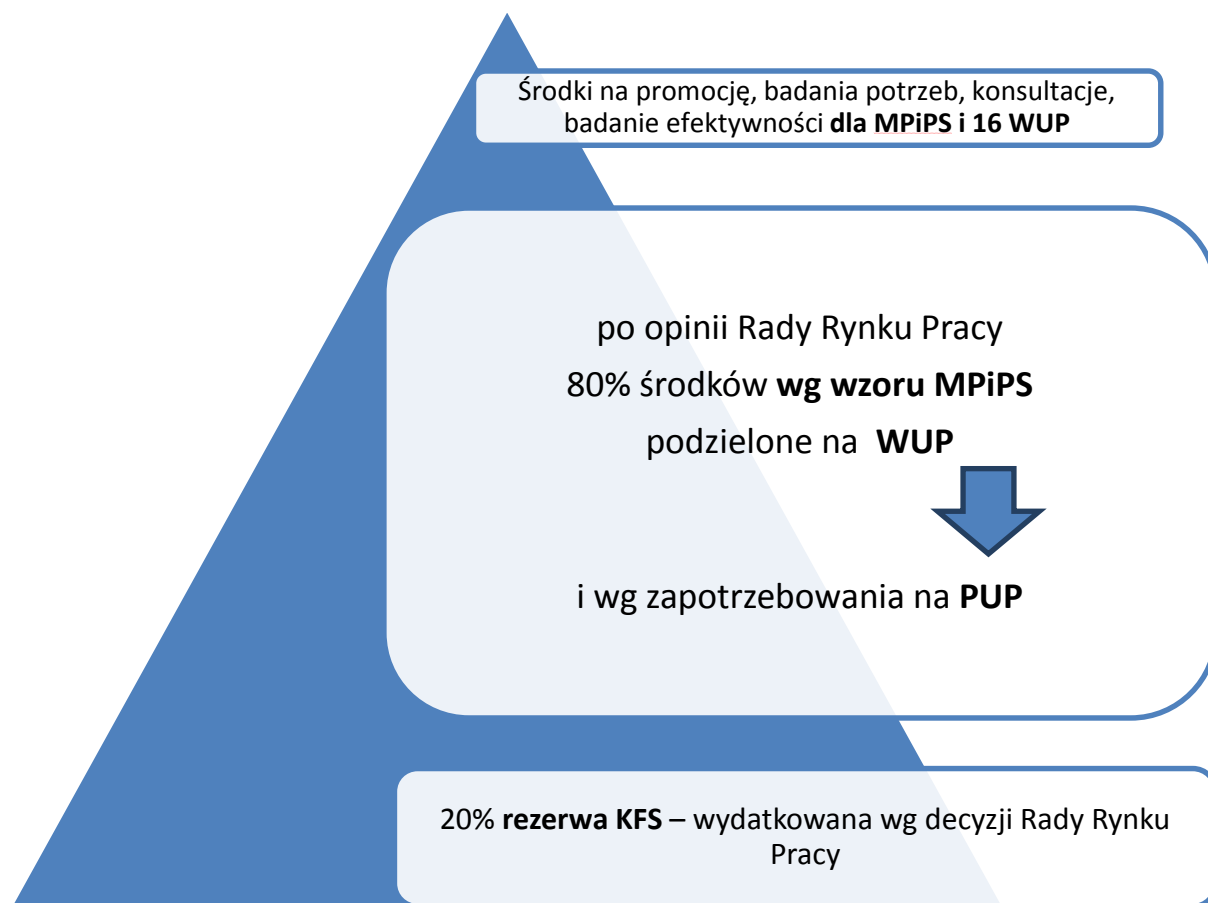 Środki na promocję, badania potrzeb, konsultacje,
badanie efektywności dla MPiPS i 16 WUP
po opinii Rady Rynku Pracy
80% środków wg wzoru MPiPS
podzielone na WUP
i wg zapotrzebowania na PUP
20% rezerwa KFS – wydatkowana wg decyzji Rady Rynku
Pracy